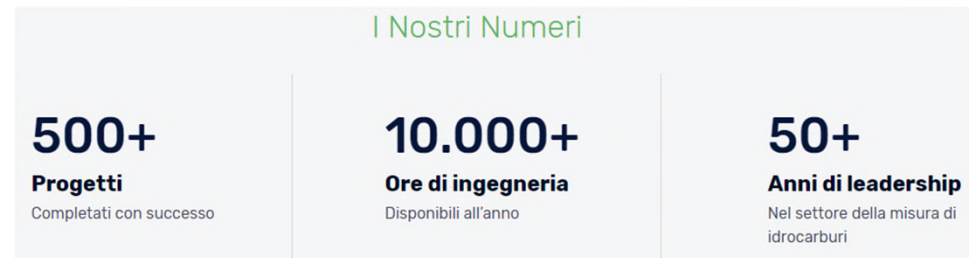 I Nostri Numeri
500+
Progetti
Completati con successo
10.000+
Ore di ingegneria
Disponibili all'anno
50+
Anni di leadership
Nel settore della misura di
idrocarburi